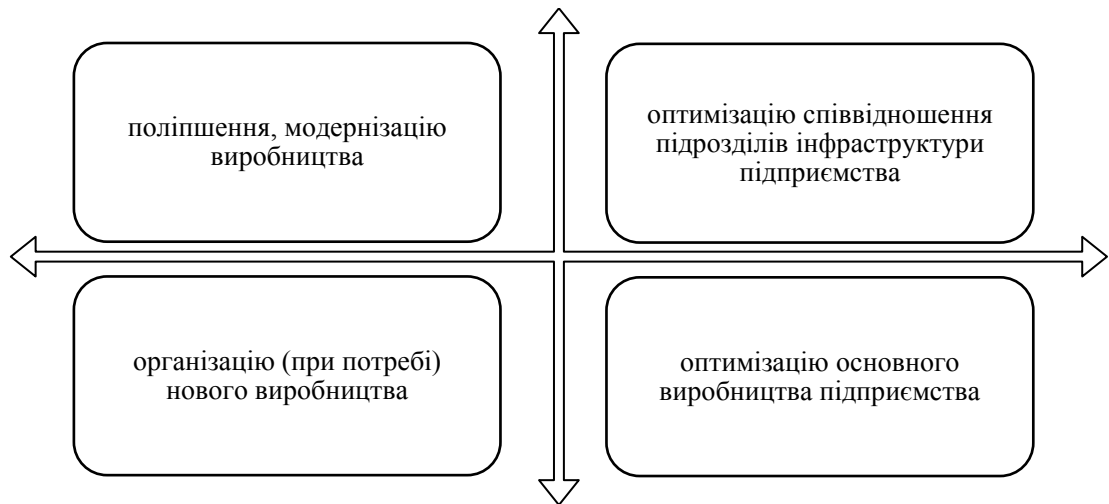 поліпшення, модернізацію
виробництва
оптимізацію співвідношення
підрозділів інфраструктури
підприємства
організацію (при потребі)
нового виробництва
оптимізацію основного
виробництва підприємства